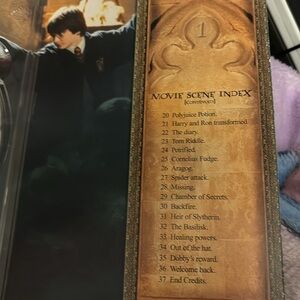 1
MOVIE SCENE INDEX
(CONTINUED)
20 Polyjuice Potion.
21 Harry and Ron transformed.
22 The diary.
23 Tom Riddle.
24 Petrified.
25 Cornelius Fudge.
26 Aragog.
27 Spider attack.
28 Missing.
29 Chamber of Secrets.
30 Backfire.
31 Heir of Slytherin.
32 The Basilisk.
33 Healing powers.
34 Out of the hat.
35 Dobby's reward.
36 Welcome back.
37 End Credits.